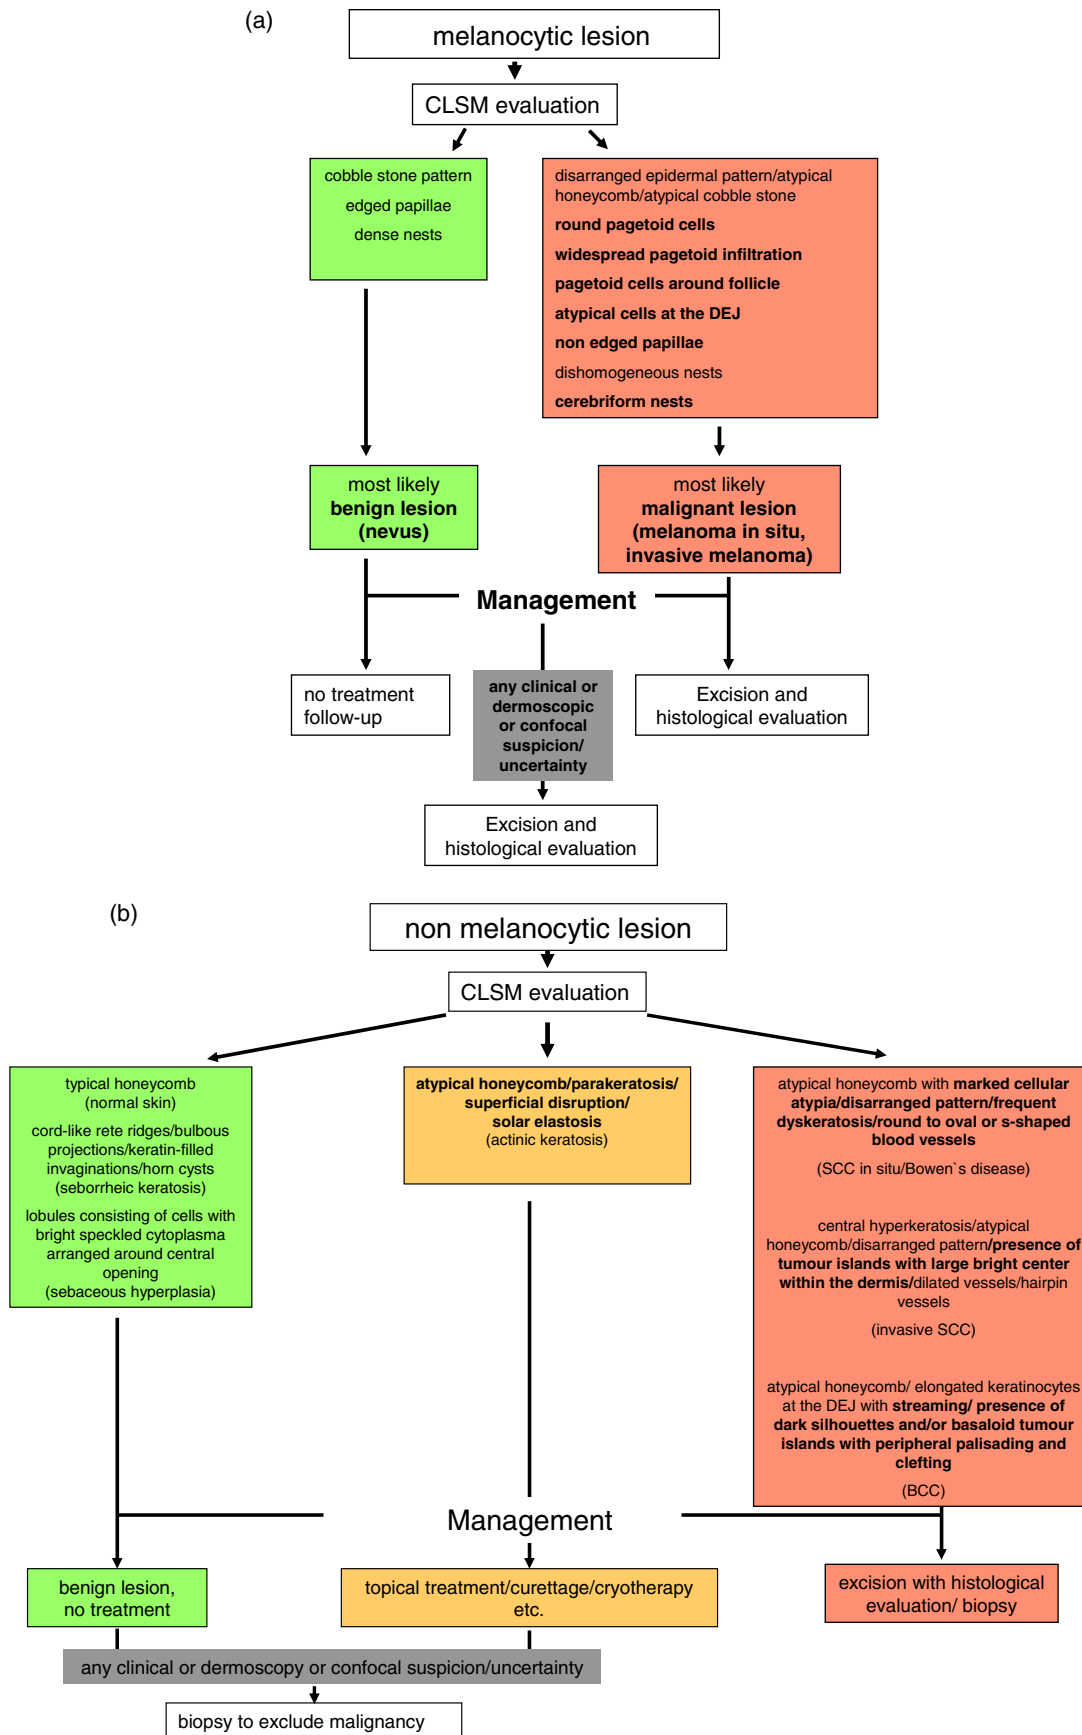 (a)
melanocytic lesion
CLSM evaluation
cobble stone pattern
edged papillae
dense nests
disarranged epidermal pattern/atypical
honeycomb/atypical cobble stone
round pagetoid cells
widespread pagetoid infiltration
pagetoid cells around follicle
atypical cells at the DEJ
non edged papillae
dishomogeneous nests
cerebriform nests
most likely
benign lesion
(nevus)
most likely
malignant lesion
(melanoma in situ,
invasive melanoma)
Management
no treatment
follow-up
any clinical or
dermoscopic
or confocal
suspicion/
uncertainty
Excision and
histological evaluation
Excision and
histological evaluation
(b)
non melanocytic lesion
CLSM evaluation
typical honeycomb
(normal skin)
cord-like rete ridges/bulbous
projections/keratin-filled
invaginations/horn cysts
(seborrheic keratosis)
lobules consisting of cells with
bright speckled cytoplasma
arranged around central
opening
(sebaceous hyperplasia)
atypical honeycomb/parakeratosis/
superficial disruption/
solar elastosis
(actinic keratosis)
atypical honeycomb with marked cellular
atypia/disarranged pattern/frequent
dyskeratosis/round to oval or s-shaped
blood vessels
(SCC in situ/Bowen`s disease)
central hyperkeratosis/atypical
honeycomb/disarranged pattern/presence of
tumour islands with large bright center
within the dermis/dilated vessels/hairpin
vessels
(invasive SCC)
atypical honeycomb/ elongated keratinocytes
at the DEJ with streaming/ presence of
dark silhouettes and/or basaloid tumour
islands with peripheral palisading and
clefting
(BCC)
Management
benign lesion,
no treatment
topical treatment/curettage/cryotherapy
etc.
excision with histological
evaluation/ biopsy
any clinical or dermoscopy or confocal suspicion/uncertainty
biopsy to exclude malignancy